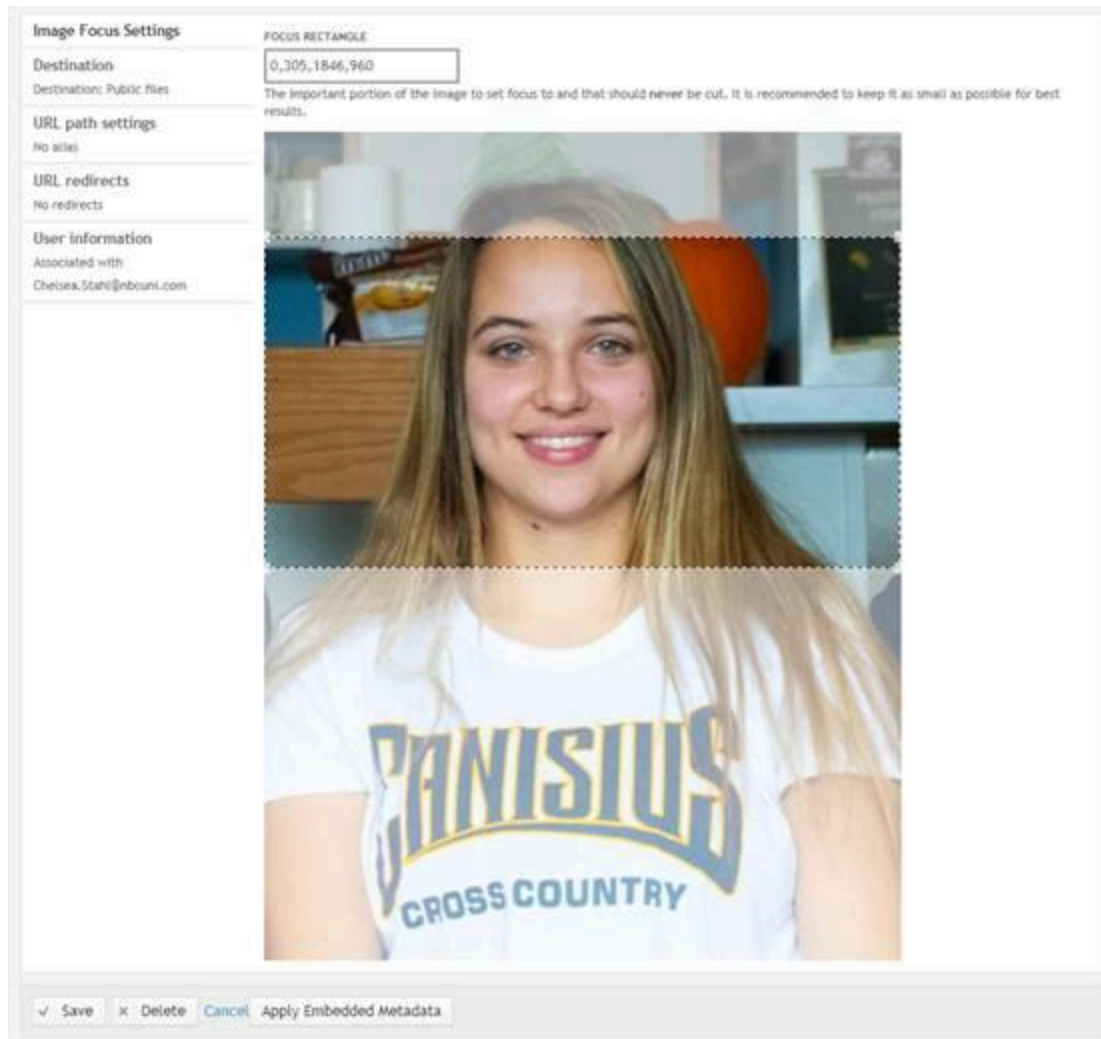 Image Focus Settings
Destination
Destination: Public files
URL path settings
No alias
URL redirects
No redirects
User information
Associated with
Chelsea.Stahl@nbcuni.com
FOCUS RECTANGLE
0,305,1846,960
The important portion of the image to set focus to and that should never be cut. It is recommended to keep it as small as possible for best
results.
CANISIUS
CROSS COUNTRY
✓ Save
× Delete
Cancel
Apply Embedded Metadata